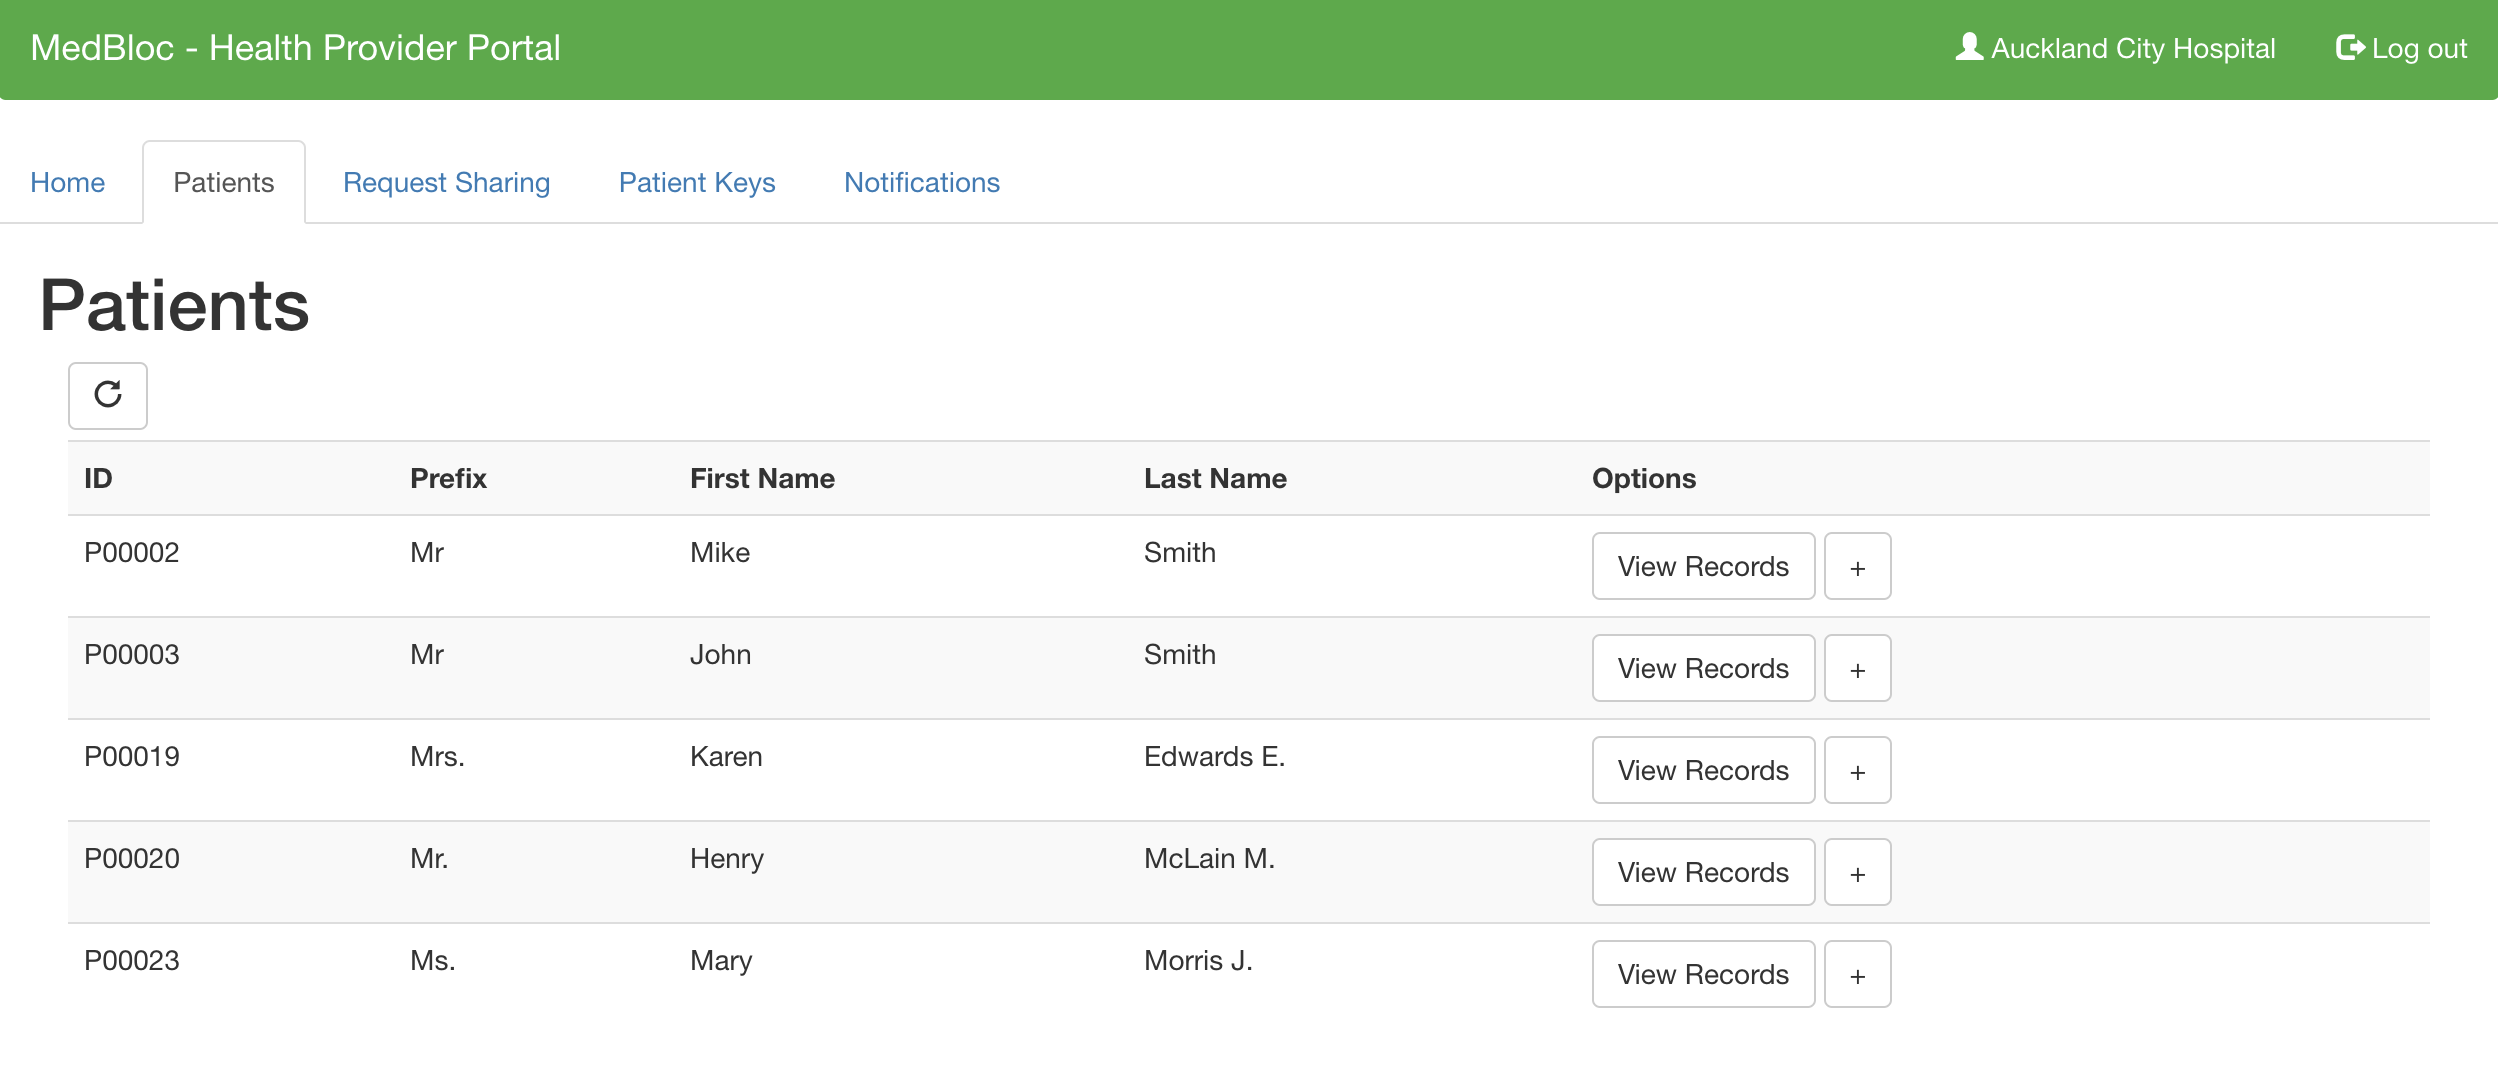 MedBloc - Health Provider Portal Auckland City Hospital Log out
Home Patients Request Sharing Patient Keys Notifications
Patients
ID Prefix First Name Last Name Options
P00002 Mr Mike Smith View Records +
P00003 Mr John Smith View Records +
P00019 Mrs. Karen Edwards E. View Records +
P00020 Mr. Henry McLain M. View Records +
P00023 Ms. Mary Morris J. View Records +